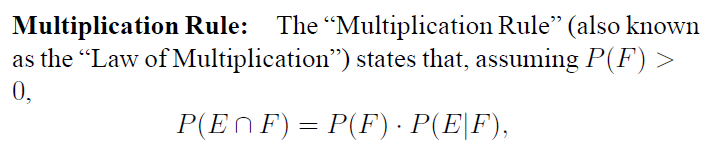 Multiplication Rule: The “Multiplication Rule” (also known
as the “Law of Multiplication”) states that, assuming P(F) >
0,
P(E ∩ F) = P(F) · P(E|F),